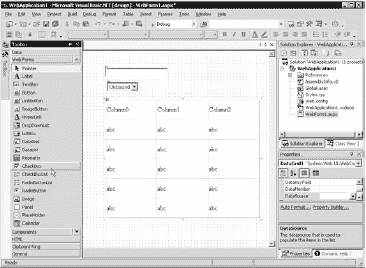 WebApplication1 - Microsoft Visual Basic.NET [design] - WebForm1.aspx*
File Edit View Project Build Debug Data Format Table Insert Frames Tools Window Help
Debug
Toolbox
Data
Web Forms
Pointer
Label
TextBox
Button
LinkButton
ImageButton
HyperLink
DropDownList
ListBox
DataGrid
DataList
Repeater
CheckBox
CheckBoxList
RadioButtonList
RadioButton
Image
Panel
PlaceHolder
Calendar
Components
HTML
Clipboard Ring
General
Unbound
Column0 Column1 Column2
abc abc abc
abc abc abc
abc abc abc
abc abc abc
abc abc abc
Solution Explorer - WebApplication1
Solution 'WebApplication1' (1 project)
WebApplication1
References
AssemblyInfo.vb
Global.asax
Styles.css
Web.config
WebApplication1.vsdisco
WebForm1.aspx
Solution Explorer
Class View
Properties
DataGrid1 System.Web.UI.WebCo
DataKeyField
DataMember
DataSource
Auto Format... Property Builder...
DataSource
The datasource that is used to populate the items in the list
Properties
Dynamic Help
Ready